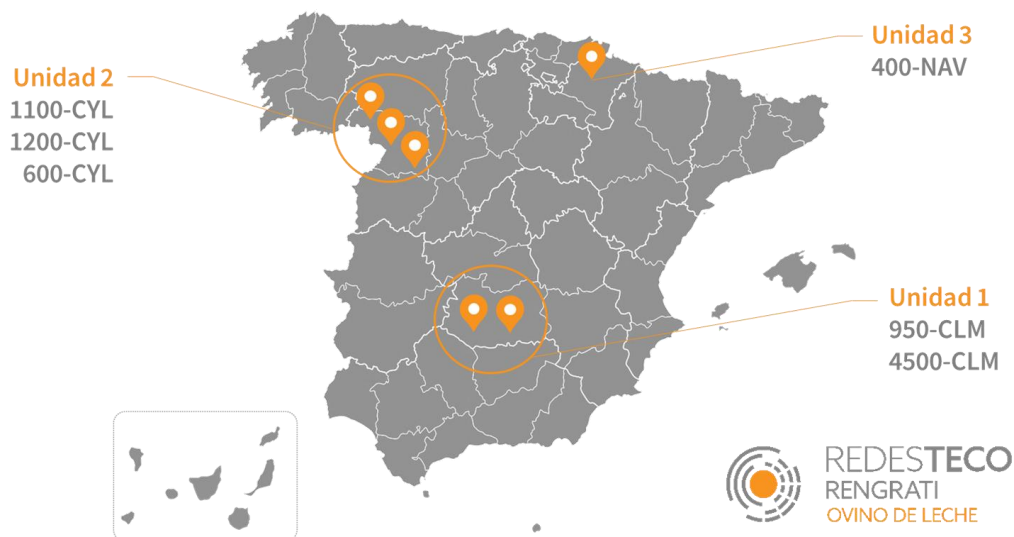 Unidad 3
400-NAV
Unidad 2
1100-CYL
1200-CYL
600-CYL
Unidad 1
950-CLM
4500-CLM
REDESTECO
RENGRATI
OVINO DE LECHE